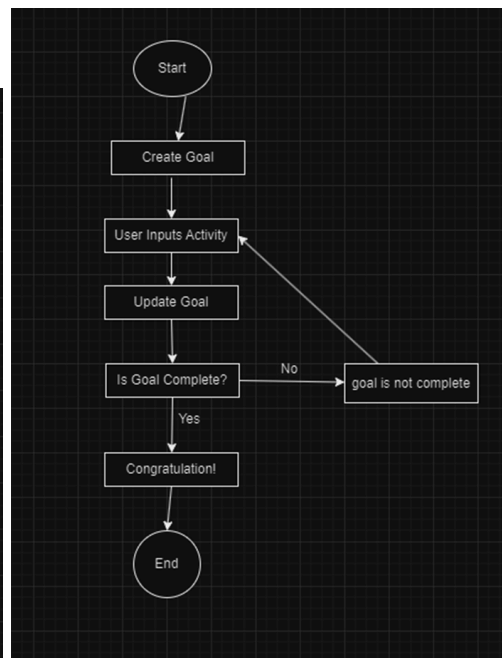 Start
Create Goal
User Inputs Activity
Update Goal
Is Goal Complete?
No
goal is not complete
Yes
Congratulation!
End